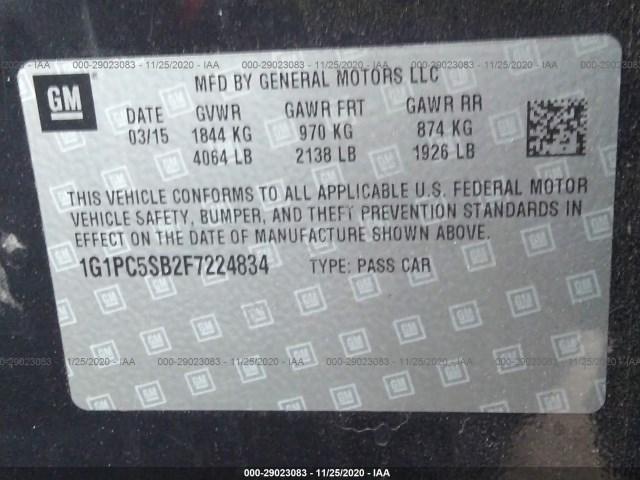 000-29023083 - 11/25/2020 - IAA
GM
MFD BY GENERAL MOTORS LLC
DATE GVWR GAWR FRT GAWR RR
03/15 1844 KG 970 KG 874 KG
4064 LB 2138 LB 1926 LB
THIS VEHICLE CONFORMS TO ALL APPLICABLE U.S. FEDERAL MOTOR
VEHICLE SAFETY, BUMPER, AND THEFT PREVENTION STANDARDS IN
EFFECT ON THE DATE OF MANUFACTURE SHOWN ABOVE.
1G1PC5SB2F7224834 TYPE: PASS CAR
000-29023083 - 11/25/2020 - IAA